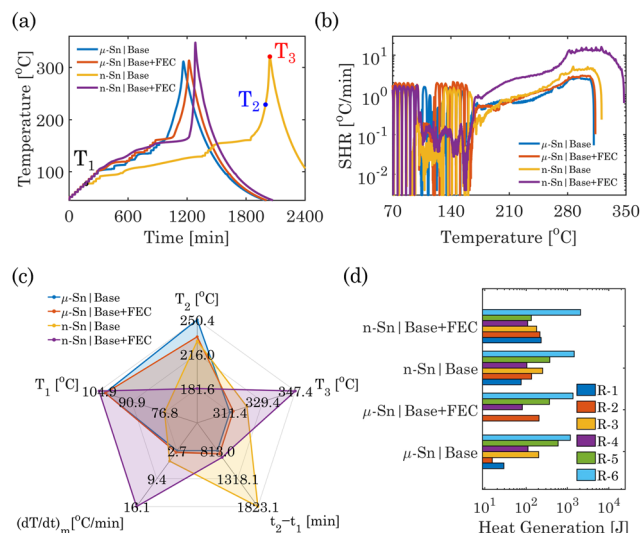 (a)
μ-Sn|Base
μ-Sn|Base+FEC
n-Sn|Base
n-Sn|Base+FEC
T3
T2
T1
300
200
100
0 600 1200 1800 2400
Temperature [°C]
Time [min]
(b)
10^1
10^0
10^-1
10^-2
SHR [°C/min]
μ-Sn|Base
μ-Sn|Base+FEC
n-Sn|Base
n-Sn|Base+FEC
70 140 210 280 350
Temperature [°C]
(c)
μ-Sn|Base
μ-Sn|Base+FEC
n-Sn|Base
n-Sn|Base+FEC
T2 [°C]
250.4
216.0
181.6
T1 [°C]
104.9
90.9
76.8
T3 [°C]
347.4
329.4
311.4
2.7
9.4
16.1
(dT/dt)m[°C/min]
813.0
1318.1
1823.1
t2−t1 [min]
(d)
n-Sn|Base+FEC
n-Sn|Base
μ-Sn|Base+FEC
μ-Sn|Base
R-1
R-2
R-3
R-4
R-5
R-6
10^1 10^2 10^3 10^4
Heat Generation [J]